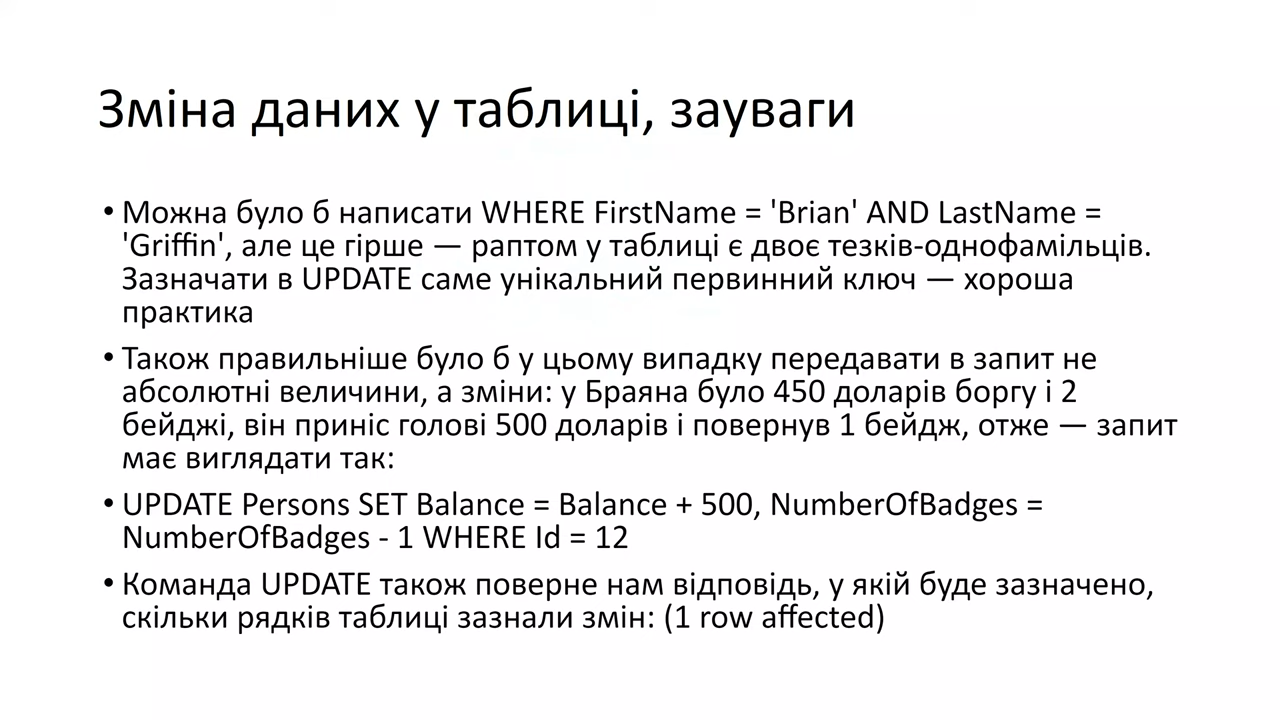 Зміна даних у таблиці, зауваги
• Можна було б написати WHERE FirstName = 'Brian' AND LastName =
'Griffin', але це гірше — раптом у таблиці є двоє тезків-однофамільців.
Зазначати в UPDATE саме унікальний первинний ключ — хороша
практика
• Також правильніше було б у цьому випадку передавати в запит не
абсолютні величини, а зміни: у Браяна було 450 доларів боргу і 2
бейджі, він приніс голові 500 доларів і повернув 1 бейдж, отже — запит
має виглядати так:
• UPDATE Persons SET Balance = Balance + 500, NumberOfBadges =
NumberOfBadges - 1 WHERE Id = 12
• Команда UPDATE також поверне нам відповідь, у якій буде зазначено,
скільки рядків таблиці зазнали змін: (1 row affected)